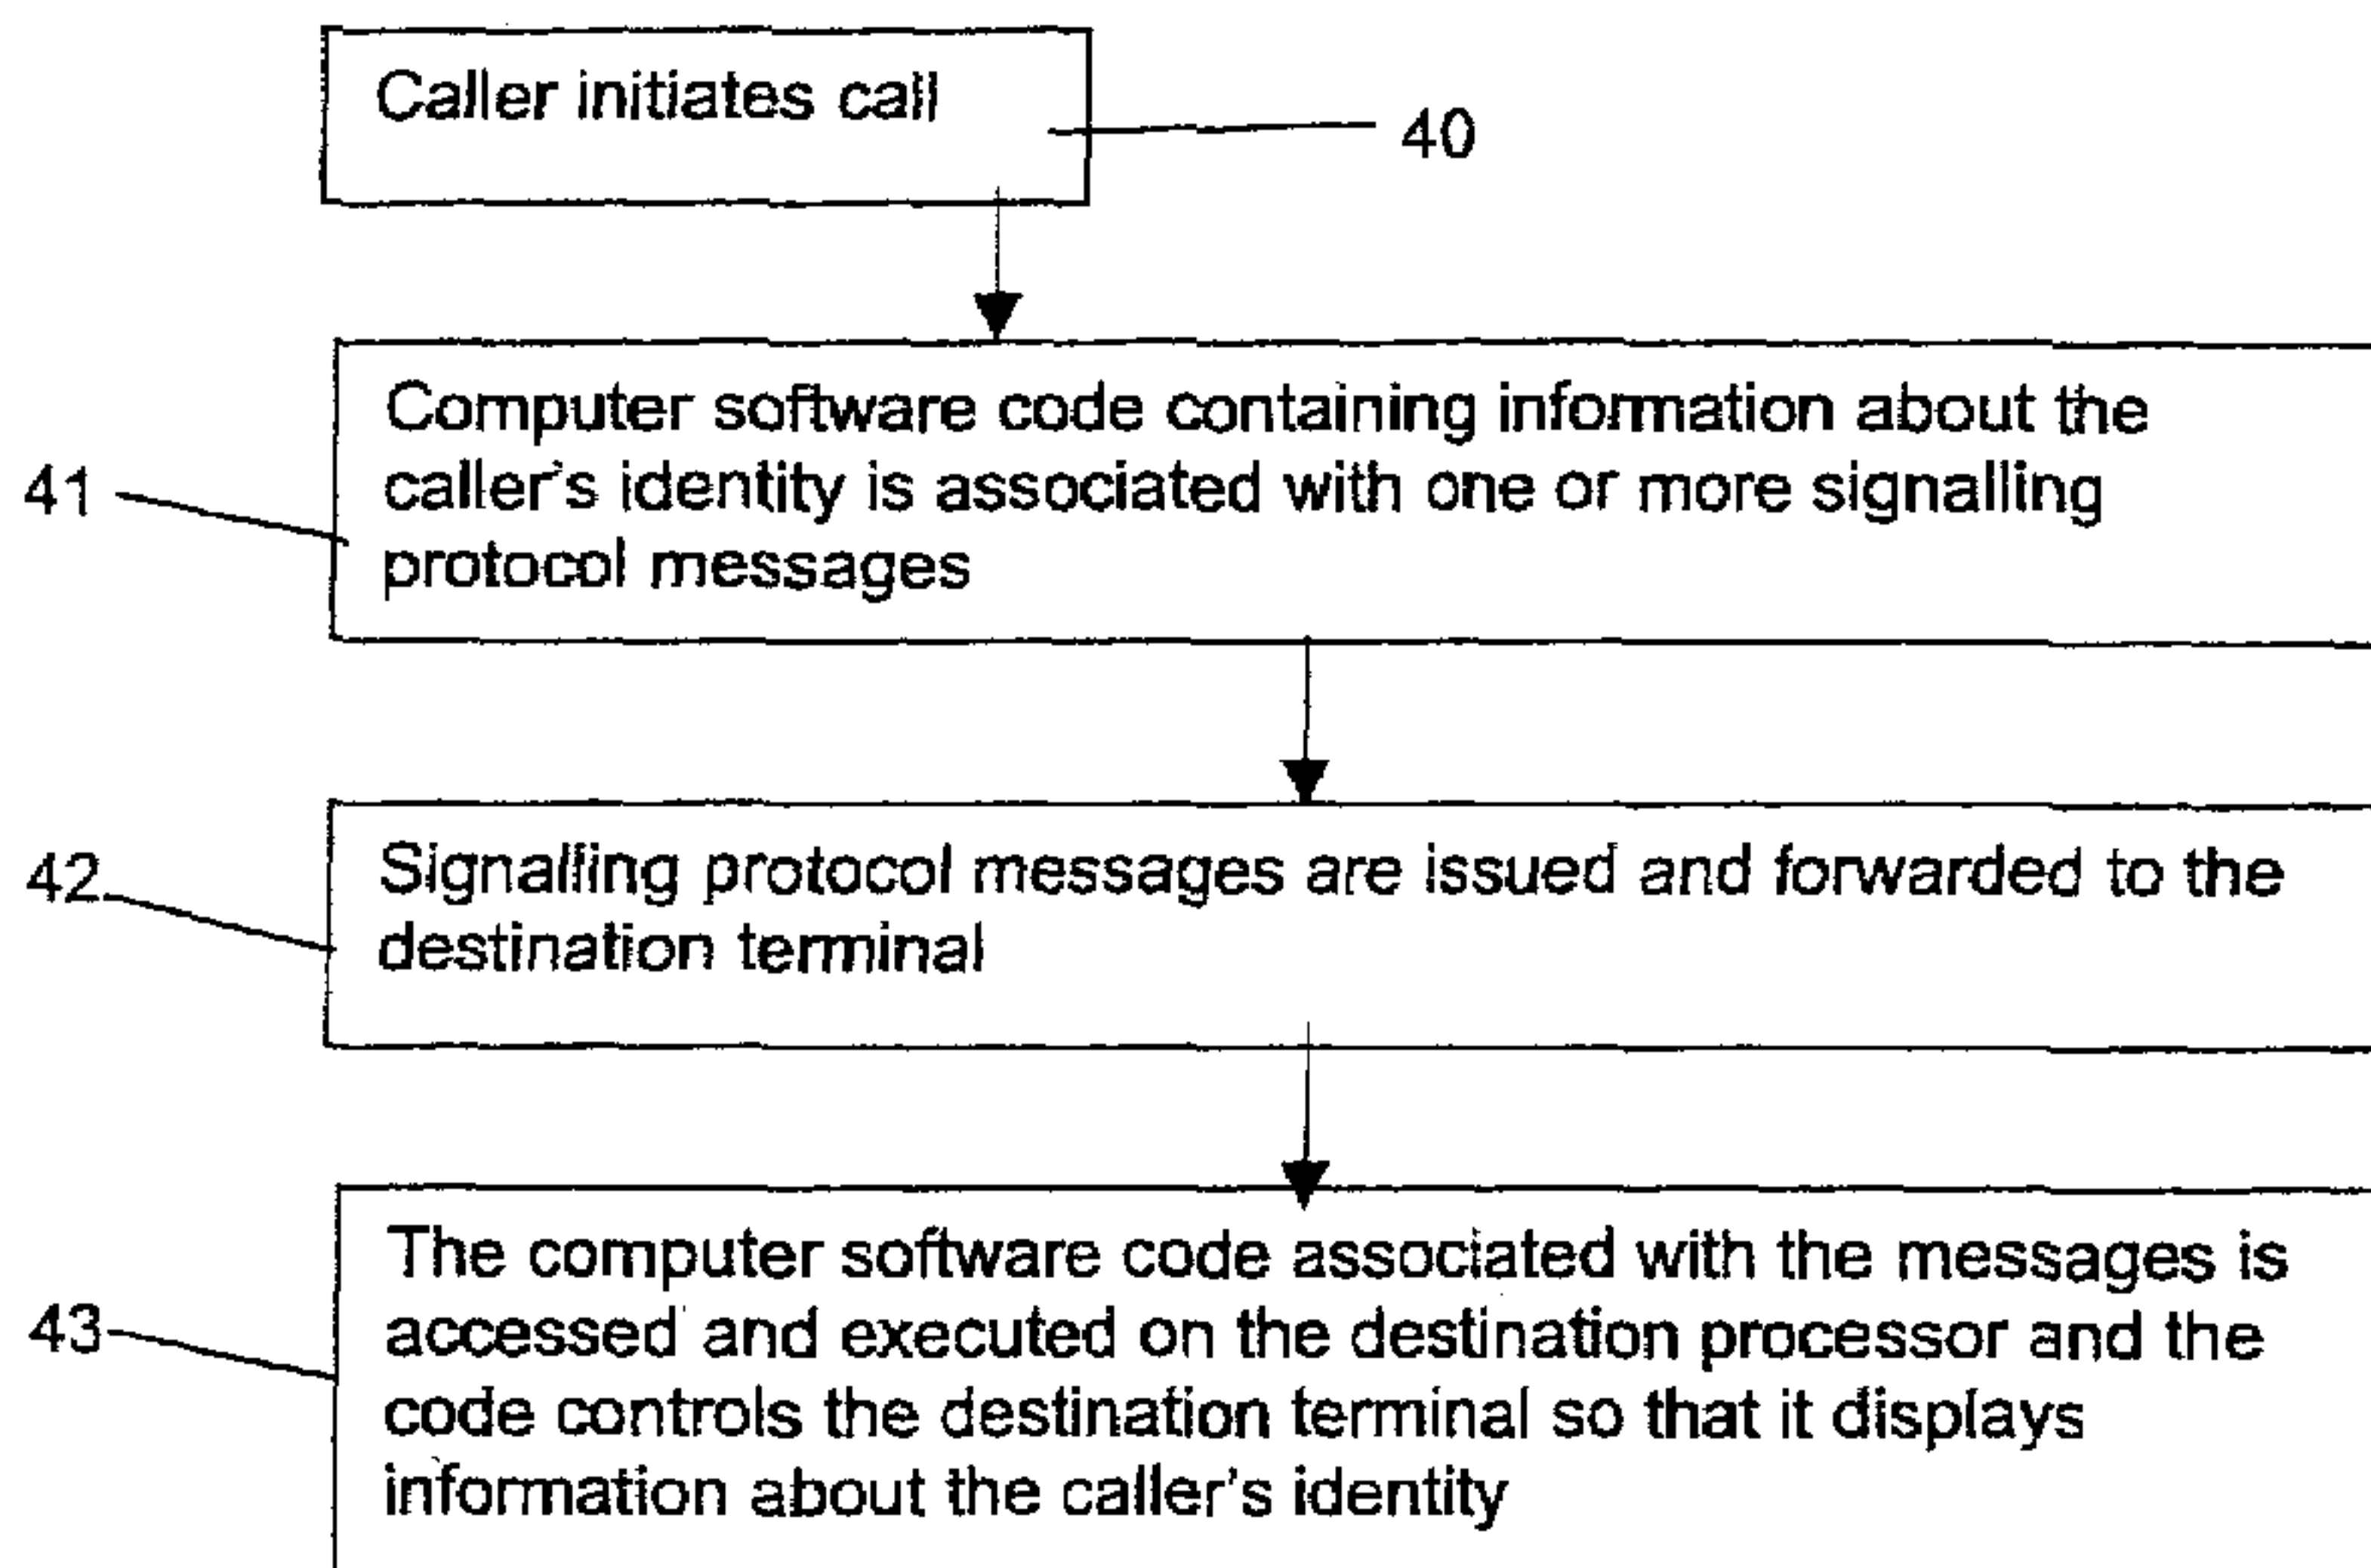 Caller initiates call
40
Computer software code containing information about the
41
caller's identity is associated with one or more signalling
protocol messages
42
Signalling protocol messages are issued and forwarded to the
destination terminal
The computer software code associated with the messages is
43
accessed and executed on the destination processor and the
code controls the destination terminal so that it displays
information about the caller's identity